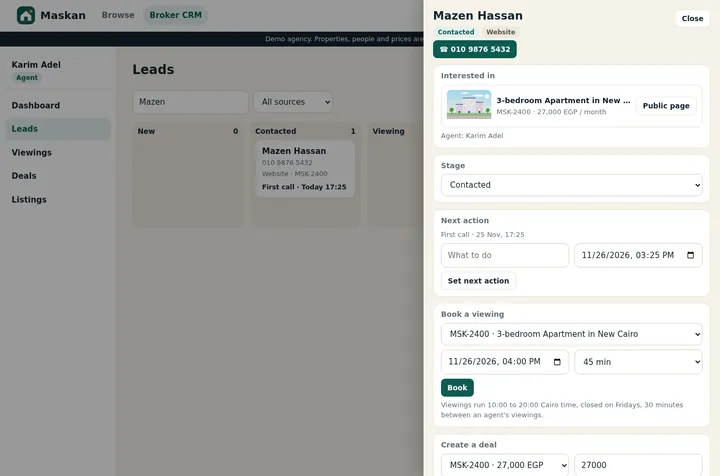 Maskan
Browse
Broker CRM
Demo agency. Properties, people and prices are
Karim Adel
Agent
Dashboard
Leads
Viewings
Deals
Listings
Leads
Mazen
All sources
New 0
Contacted 1
Viewing
Mazen Hassan
010 9876 5432
Website · MSK-2400
First call · Today 17:25
Mazen Hassan
Close
Contacted
Website
☎ 010 9876 5432
Interested in
3-bedroom Apartment in New ...
MSK-2400 · 27,000 EGP / month
Public page
Agent: Karim Adel
Stage
Contacted
Next action
First call · 25 Nov, 17:25
What to do
11/26/2026, 03:25 PM
Set next action
Book a viewing
MSK-2400 · 3-bedroom Apartment in New Cairo
11/26/2026, 04:00 PM
45 min
Book
Viewings run 10:00 to 20:00 Cairo time, closed on Fridays, 30 minutes
between an agent's viewings.
Create a deal
MSK-2400 · 27,000 EGP
27000